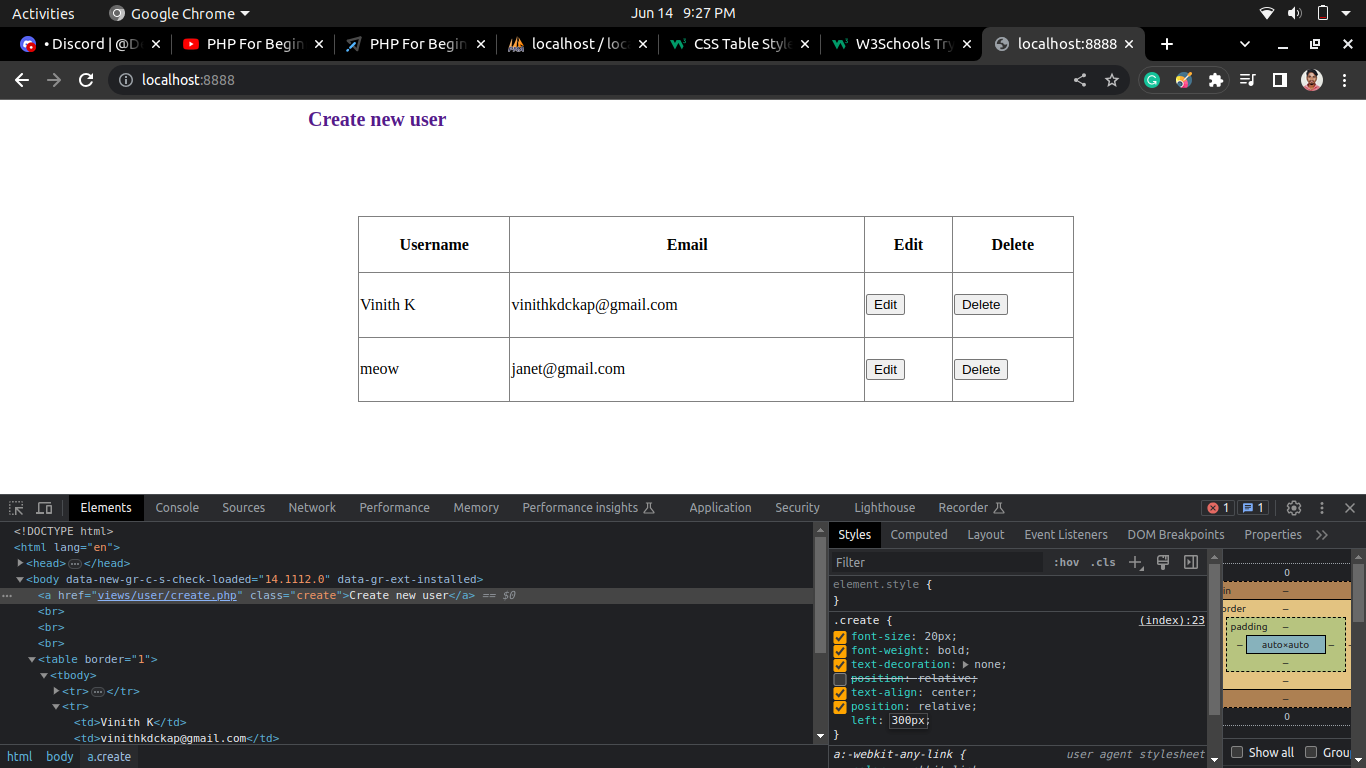 Activities Google Chrome Jun 14 9:27 PM
• Discord | @D PHP For Begin PHP For Begin localhost / loc CSS Table Style W3Schools Try localhost:8888
localhost:8888
Create new user
Username Email Edit Delete
Vinith K vinithkdckap@gmail.com Edit Delete
meow janet@gmail.com Edit Delete
Elements Console Sources Network Performance Memory Performance insights Application Security Lighthouse Recorder 1 1
<!DOCTYPE html>
<html lang="en">
<head> … </head>
<body data-new-gr-c-s-check-loaded="14.1112.0" data-gr-ext-installed>
… <a href="views/user/create.php" class="create">Create new user</a> == $0
<br>
<br>
<br>
<table border="1">
<tbody>
<tr> … </tr>
<tr>
<td>Vinith K</td>
<td>vinithkdckap@gmail.com</td>
html body a.create
Styles Computed Layout Event Listeners DOM Breakpoints Properties
Filter :hov .cls
element.style {
}
.create { (index):23
font-size: 20px;
font-weight: bold;
text-decoration: none;
position: relative;
text-align: center;
position: relative;
left: 300px;
}
a:-webkit-any-link { user agent stylesheet
0
in –
order –
padding –
– auto×auto – –
–
–
–
0
Show all Grou